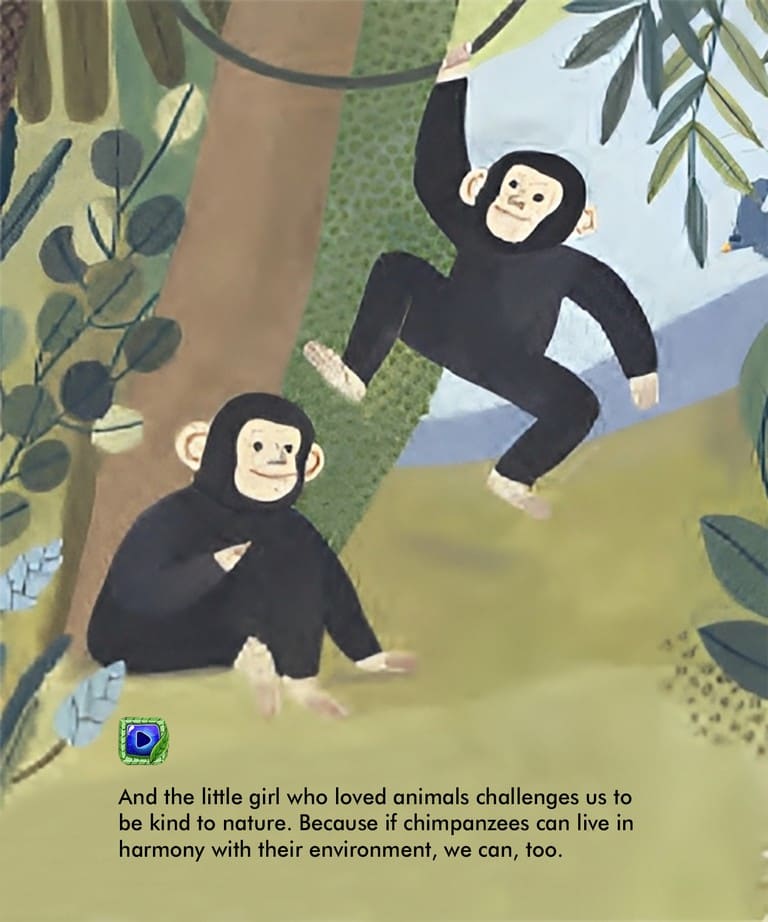 And the little girl who loved animals challenges us to
be kind to nature. Because if chimpanzees can live in
harmony with their environment, we can, too.